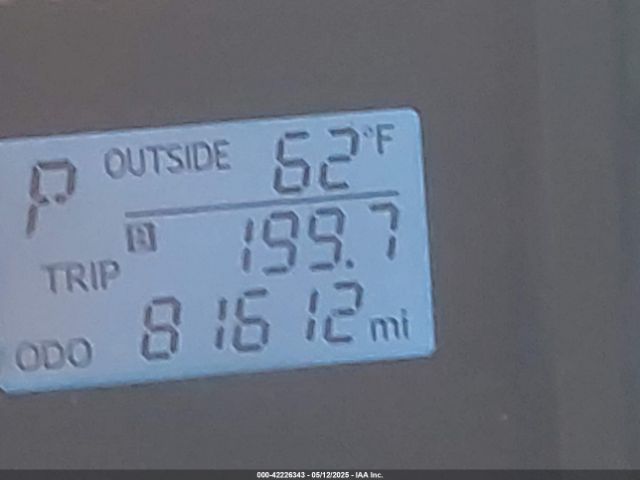 P OUTSIDE 62°F
TRIP A 199.7
ODO 81612 mi
000-42226343 - 05/12/2025 - IAA Inc.